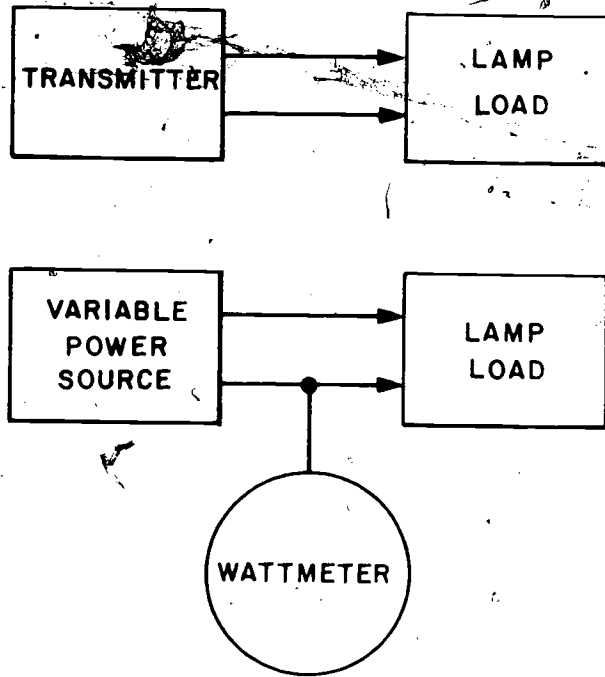 TRANSMITTER
LAMP
LOAD
VARIABLE
POWER
SOURCE
LAMP
LOAD
WATTMETER